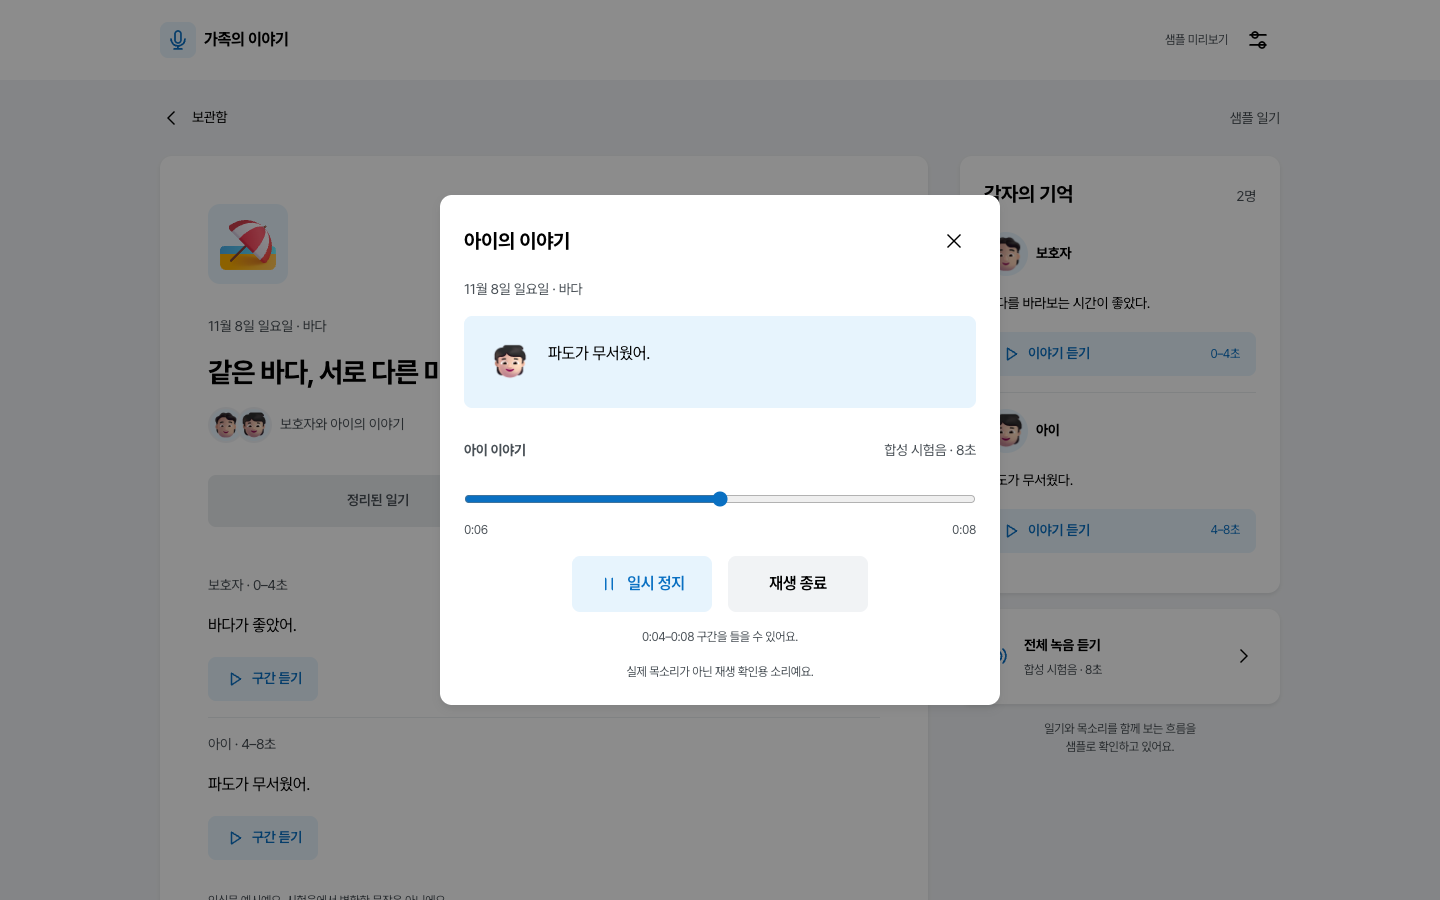 가족의 이야기
샘플 미리보기
보관함
샘플 일기
11월 8일 일요일 · 바다
같은 바다, 서로 다른
보호자와 아이의 이야기
정리된 일기
보호자 · 0–4초
바다가 좋았어.
구간 듣기
아이 · 4–8초
파도가 무서웠어.
구간 듣기
아이의 이야기
11월 8일 일요일 · 바다
파도가 무서웠어.
아이 이야기
합성 시험음 · 8초
0:06
0:08
일시 정지
재생 종료
0:04–0:08 구간을 들을 수 있어요.
실제 목소리가 아닌 재생 확인용 소리예요.
각자의 기억
2명
보호자
바라보는 시간이 좋았다.
이야기 듣기
0–4초
아이
무서웠다.
이야기 듣기
4–8초
전체 녹음 듣기
합성 시험음 · 8초
일기와 목소리를 함께 보는 흐름을
샘플로 확인하고 있어요.